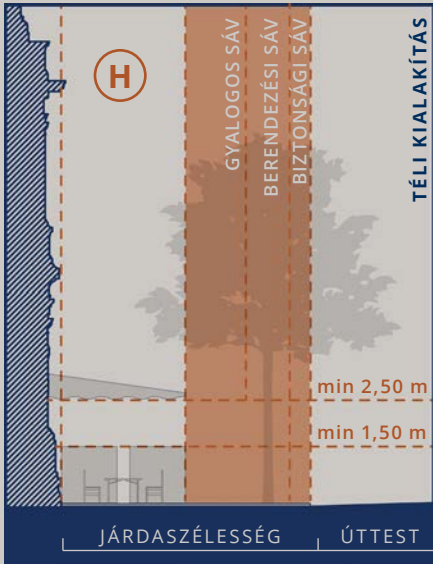 H
GYALOGOS SÁV
BERENDEZÉSI SÁV
BIZTONSÁGI SÁV
TÉLI KIALAKÍTÁS
min 2,50 m
min 1,50 m
JÁRDASZÉLESSÉG
ÚTTEST